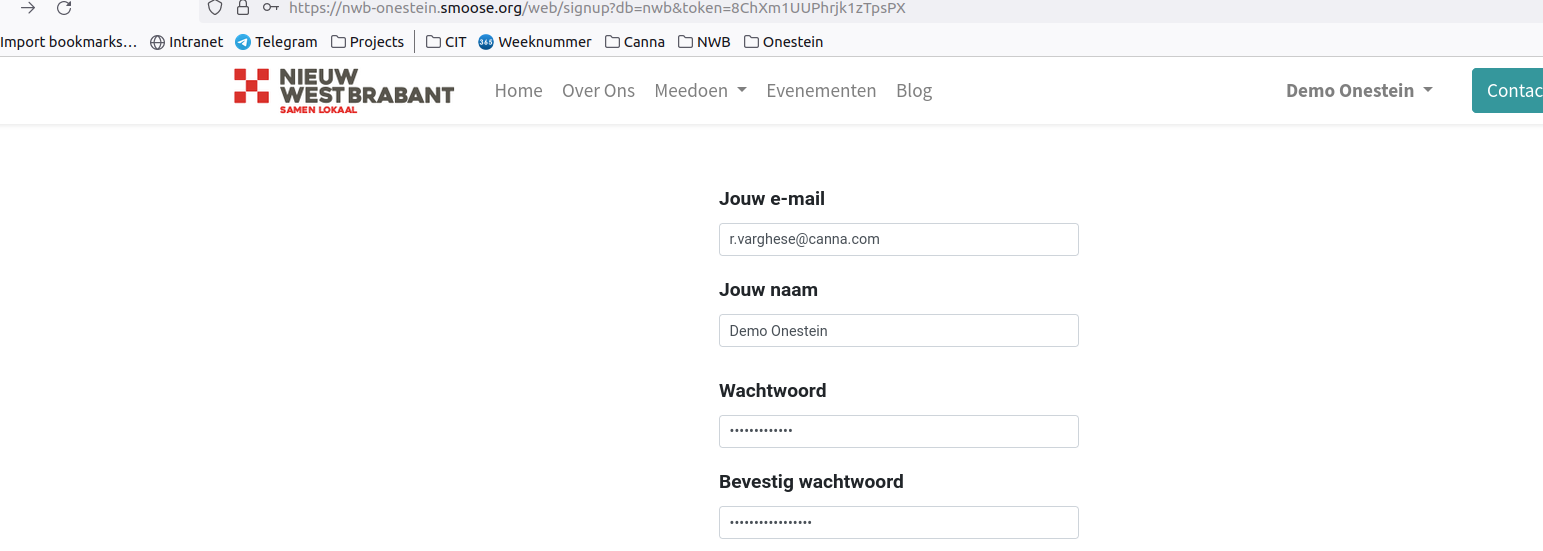 https://nwb-onestein.smoose.org/web/signup?db=nwb&token=8ChXm1UUPhrjk1zTpsPX
Import bookmarks… Intranet Telegram Projects CIT 365 Weeknummer Canna NWB Onestein
NIEUW
WESTBRABANT
SAMEN LOKAAL
Home Over Ons Meedoen Evenementen Blog Demo Onestein Contac
Jouw e-mail
r.varghese@canna.com
Jouw naam
Demo Onestein
Wachtwoord
•••••••••••••
Bevestig wachtwoord
•••••••••••••••••